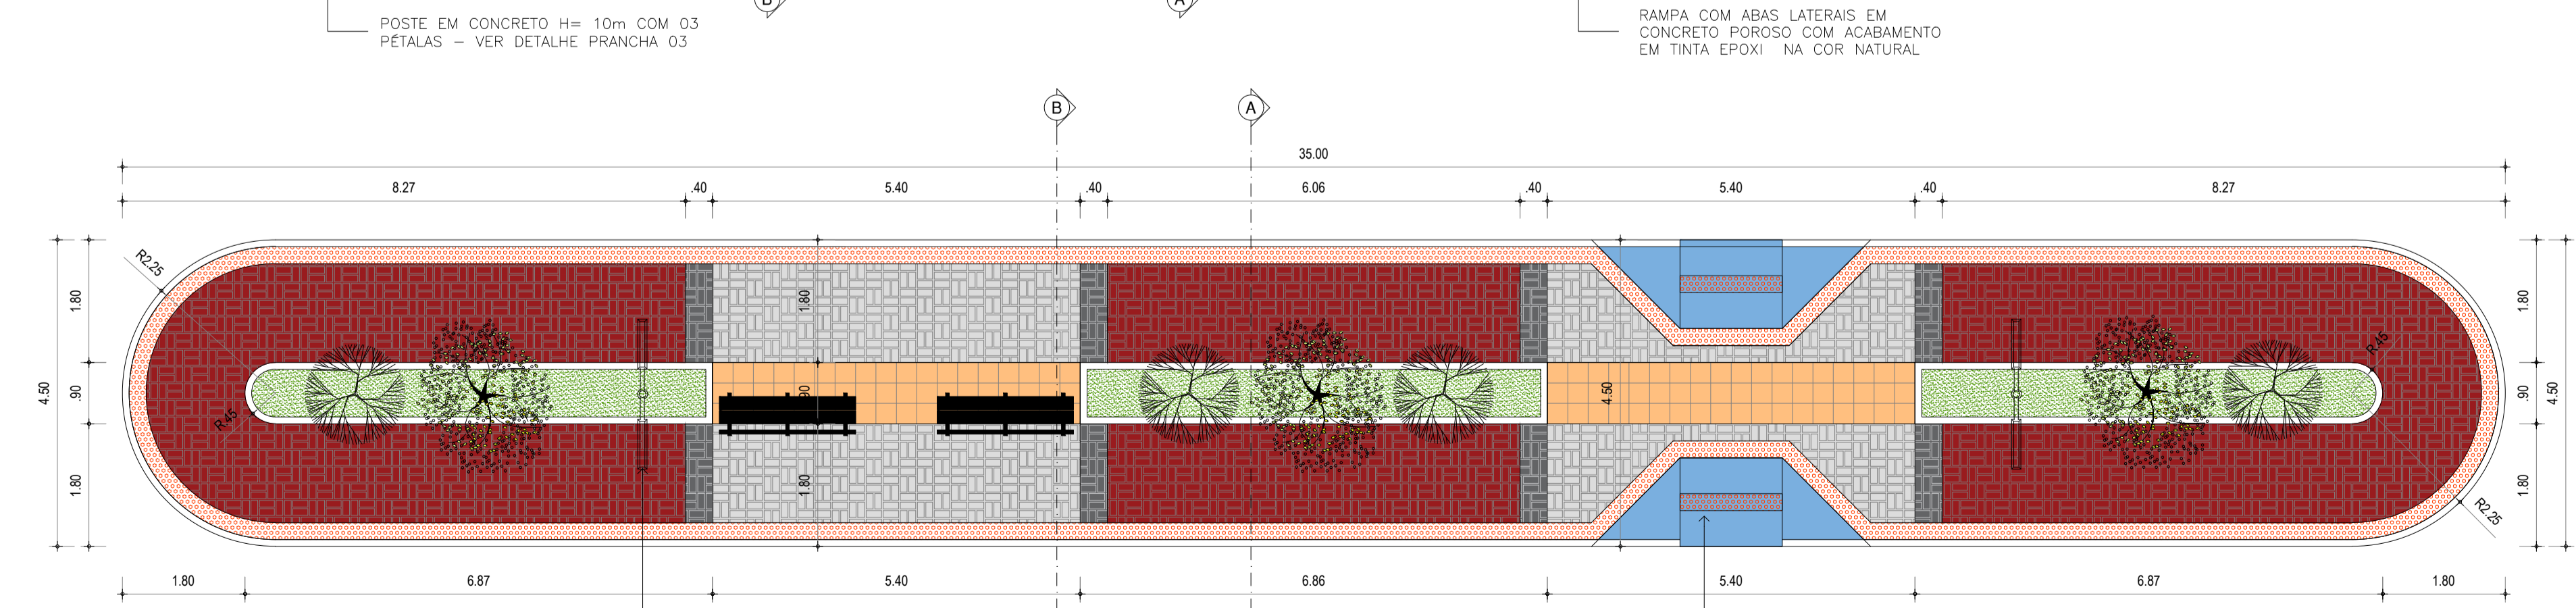 POSTE EM CONCRETO H= 10m COM 03
PÉTALAS – VER DETALHE PRANCHA 03
B
A
RAMPA COM ABAS LATERAIS EM
CONCRETO POROSO COM ACABAMENTO
EM TINTA EPOXI NA COR NATURAL
B
A
35.00
8.27
.40
5.40
.40
6.06
.40
5.40
.40
8.27
R2.25
1.80
1.80
1.80
4.50
.90
.90
4.50
R.45
R.45
.90
4.50
1.80
1.80
1.80
R2.25
1.80
6.87
5.40
6.86
5.40
6.87
1.80